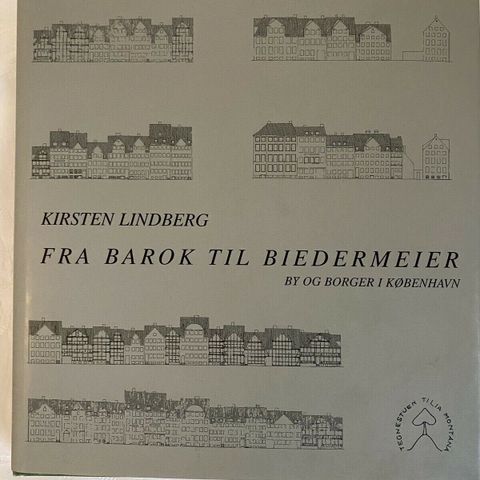 KIRSTEN LINDBERG
FRA BAROK TIL BIEDERMEIER
BY OG BORGER I KØBENHAVN
TEGNESTUEN TILIA MONTANA